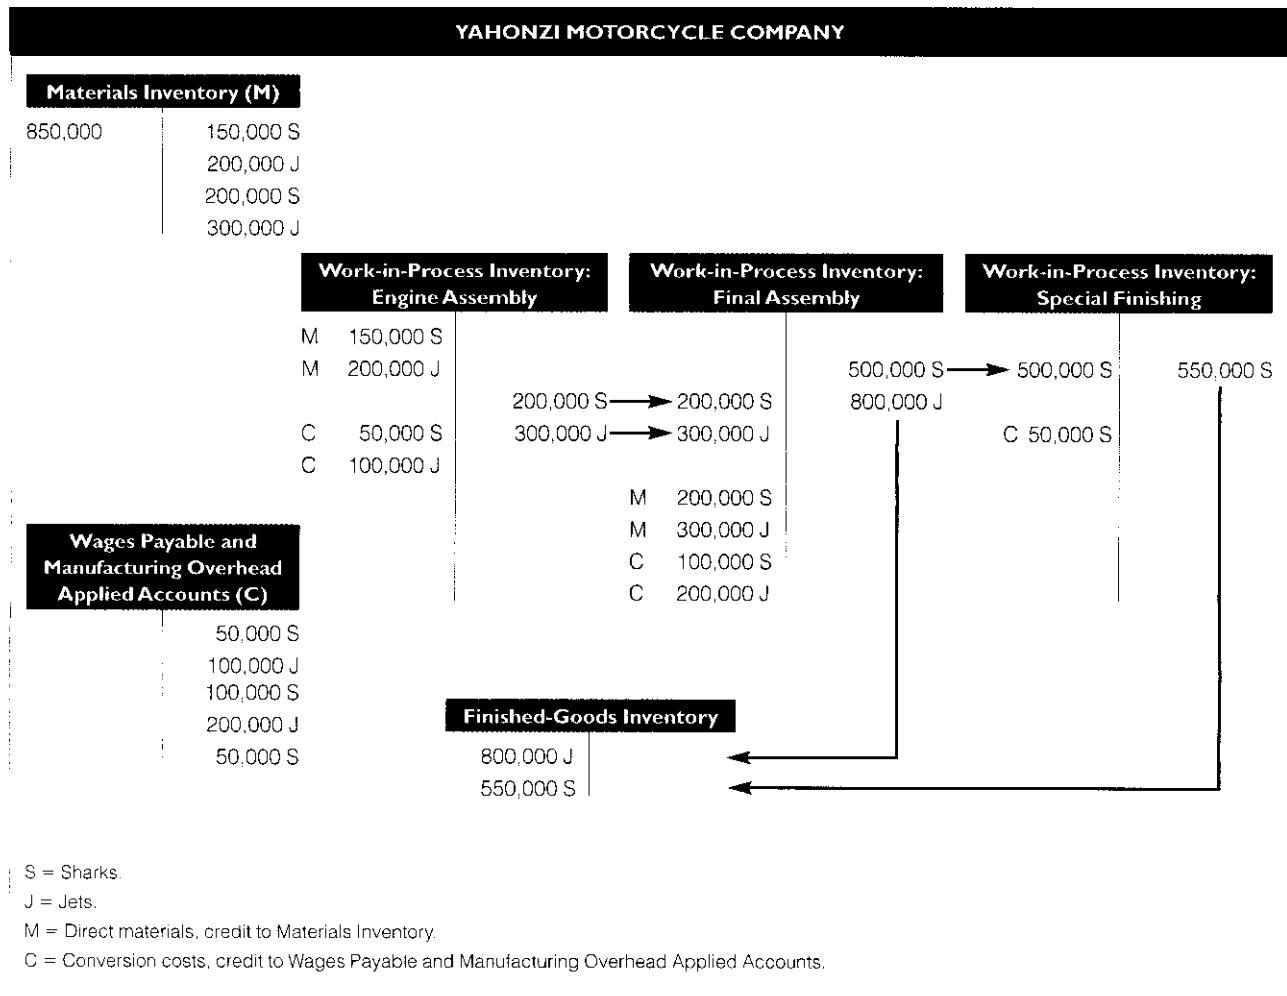 YAHONZI MOTORCYCLE COMPANY
Materials Inventory (M)
850,000 150,000 S
200,000 J
200,000 S
300,000 J
Work-in-Process Inventory:
Engine Assembly
M 150,000 S
M 200,000 J
200,000 S
C 50,000 S 300,000 J
C 100,000 J
Work-in-Process Inventory:
Final Assembly
500,000 S
200,000 S 800,000 J
300,000 J
M 200,000 S
M 300,000 J
C 100,000 S
C 200,000 J
Work-in-Process Inventory:
Special Finishing
500,000 S 550,000 S
C 50,000 S
Wages Payable and
Manufacturing Overhead
Applied Accounts (C)
50,000 S
100,000 J
100,000 S
200,000 J
50,000 S
Finished-Goods Inventory
800,000 J
550,000 S
S = Sharks.
J = Jets.
M = Direct materials, credit to Materials Inventory.
C = Conversion costs, credit to Wages Payable and Manufacturing Overhead Applied Accounts.